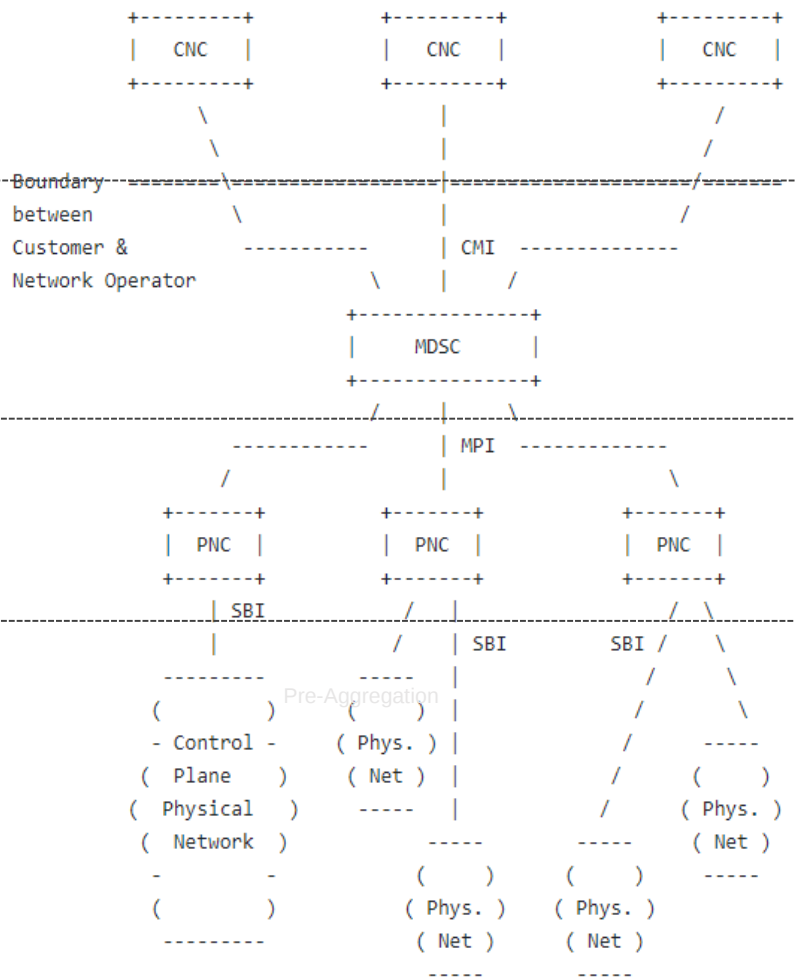 CNC CNC CNC
Boundary
between
Customer & CMI
Network Operator
MDSC
MPI
PNC PNC PNC
SBI
SBI SBI
Pre-Aggregation
Control Phys.
Plane Net
Physical Phys.
Network Net
Phys. Phys.
Net Net